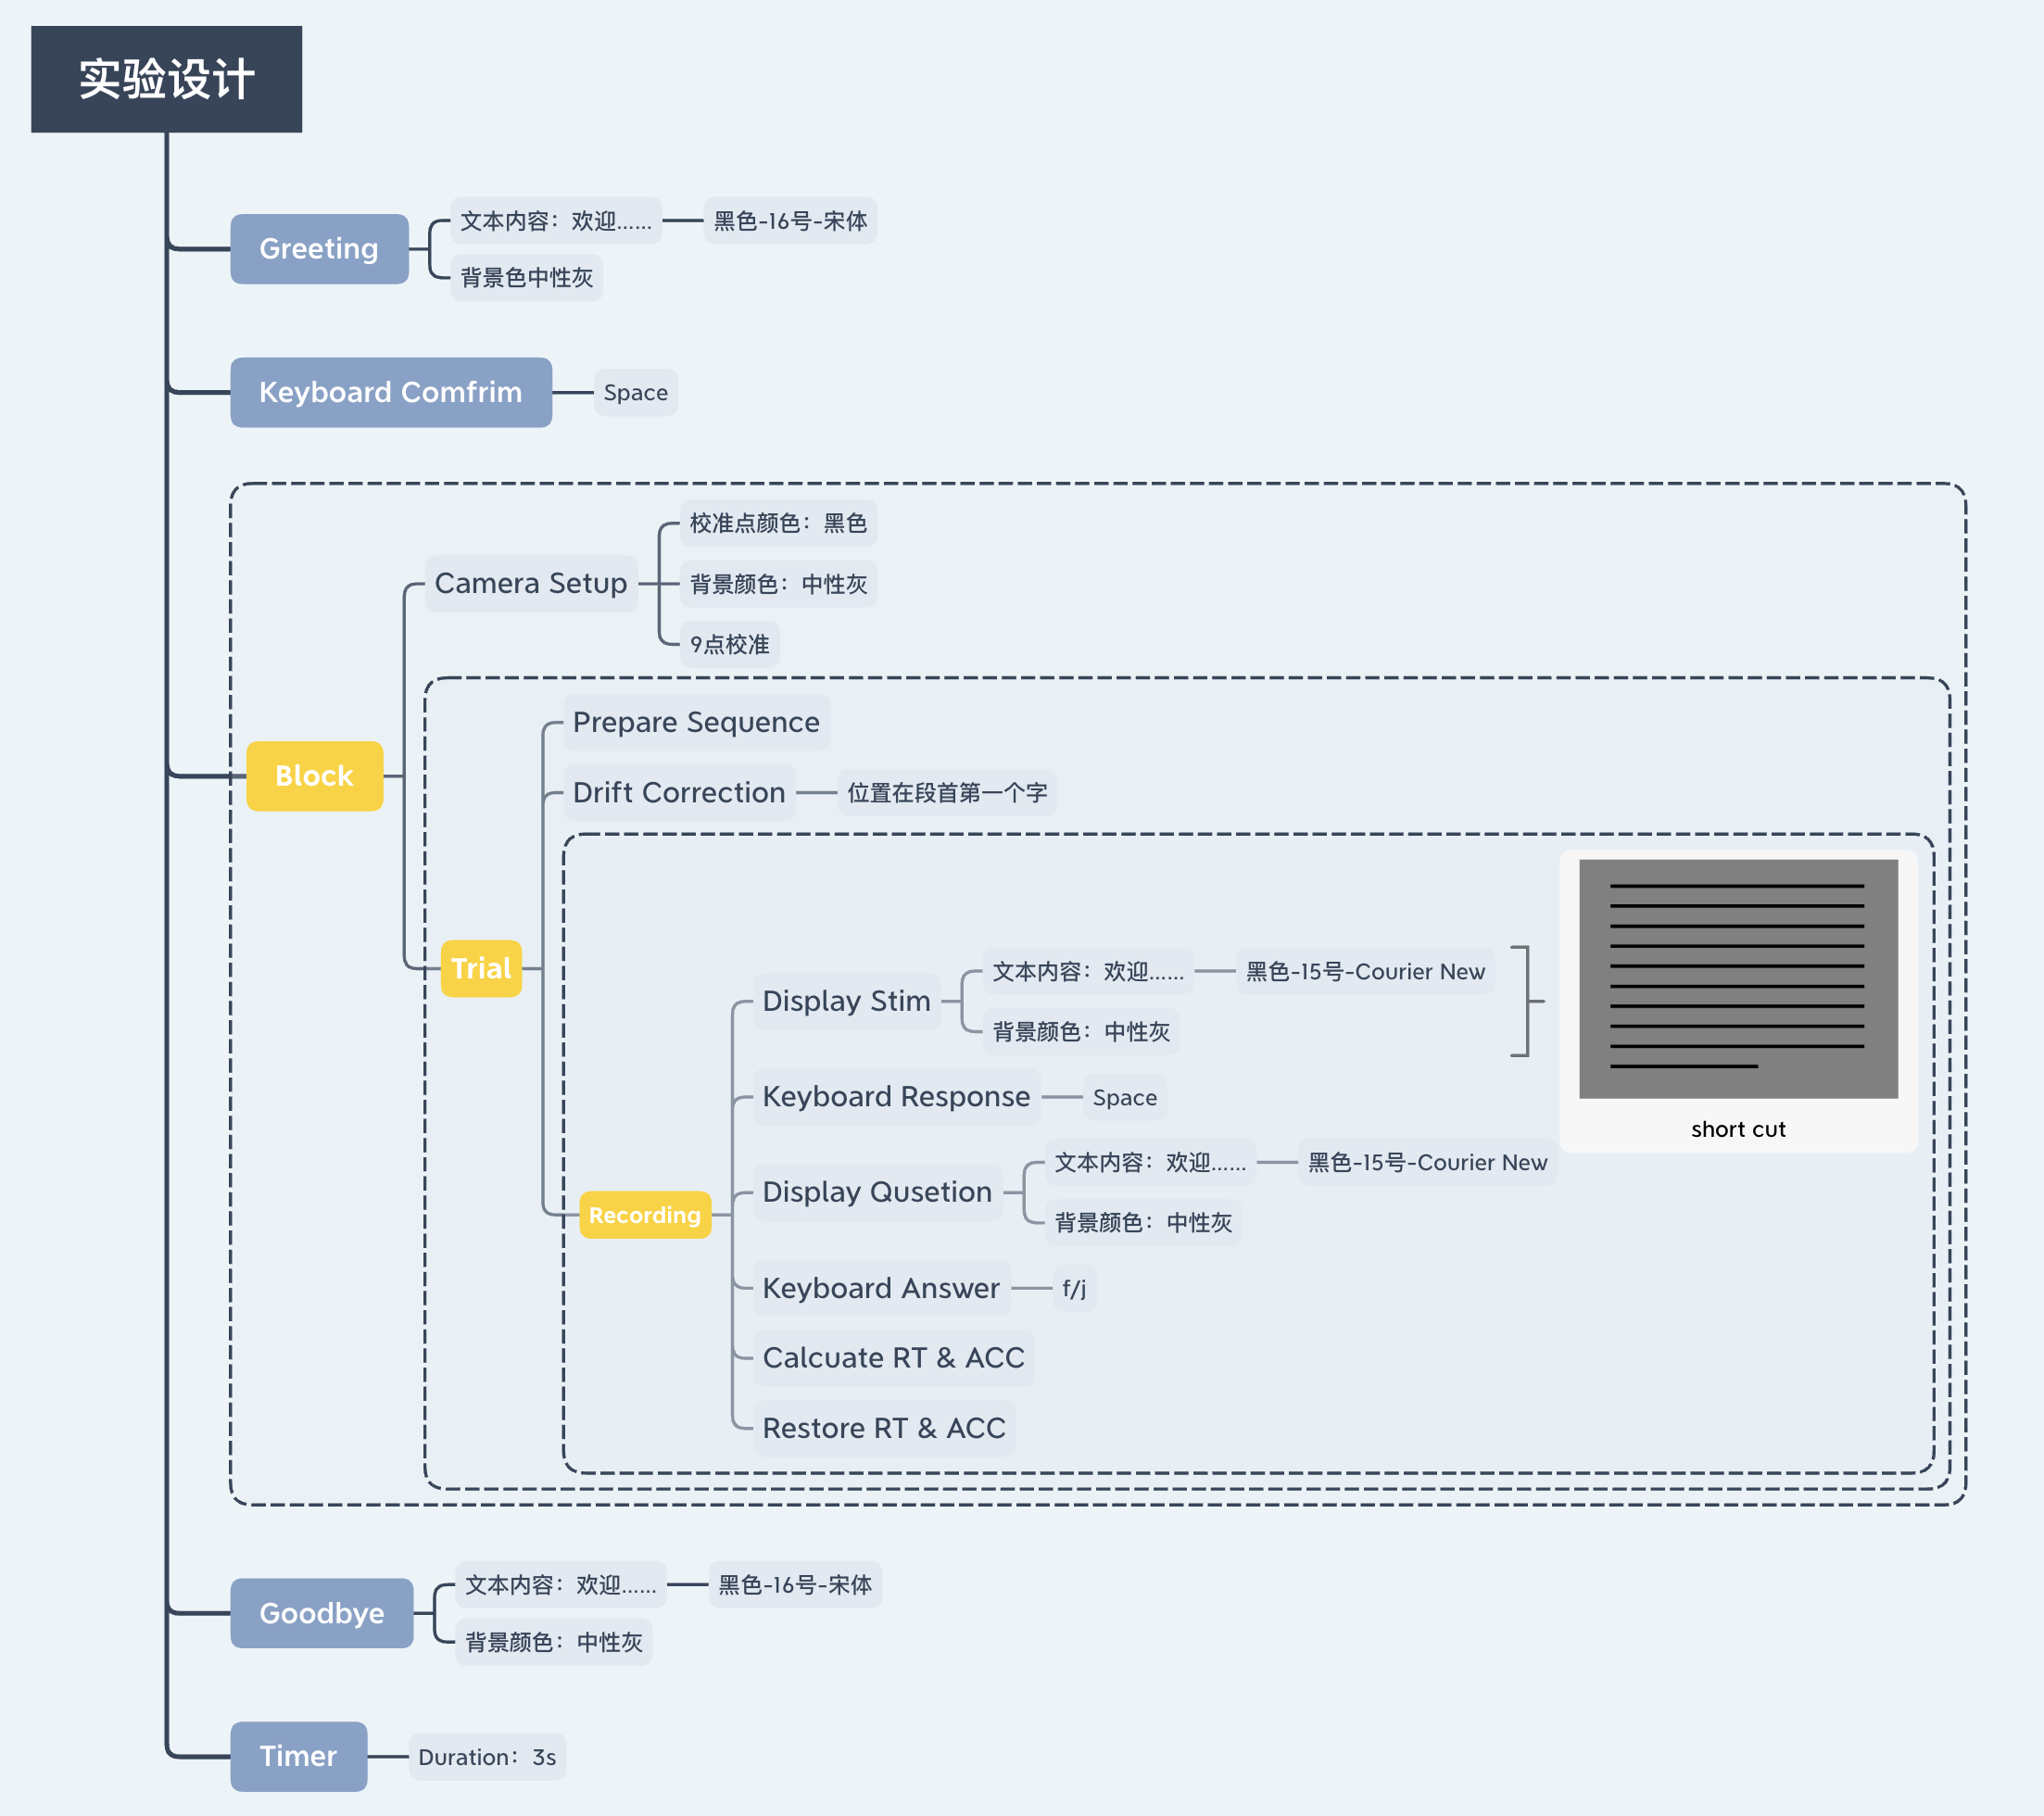 实验设计
Greeting
文本内容：欢迎……
黑色-16号-宋体
背景色中性灰
Keyboard Comfrim
Space
Block
Camera Setup
校准点颜色：黑色
背景颜色：中性灰
9点校准
Trial
Prepare Sequence
Drift Correction
位置在段首第一个字
Recording
Display Stim
文本内容：欢迎……
黑色-15号-Courier New
背景颜色：中性灰
short cut
Keyboard Response
Space
Display Qusetion
文本内容：欢迎……
黑色-15号-Courier New
背景颜色：中性灰
Keyboard Answer
f/j
Calcuate RT & ACC
Restore RT & ACC
Goodbye
文本内容：欢迎……
黑色-16号-宋体
背景颜色：中性灰
Timer
Duration：3s